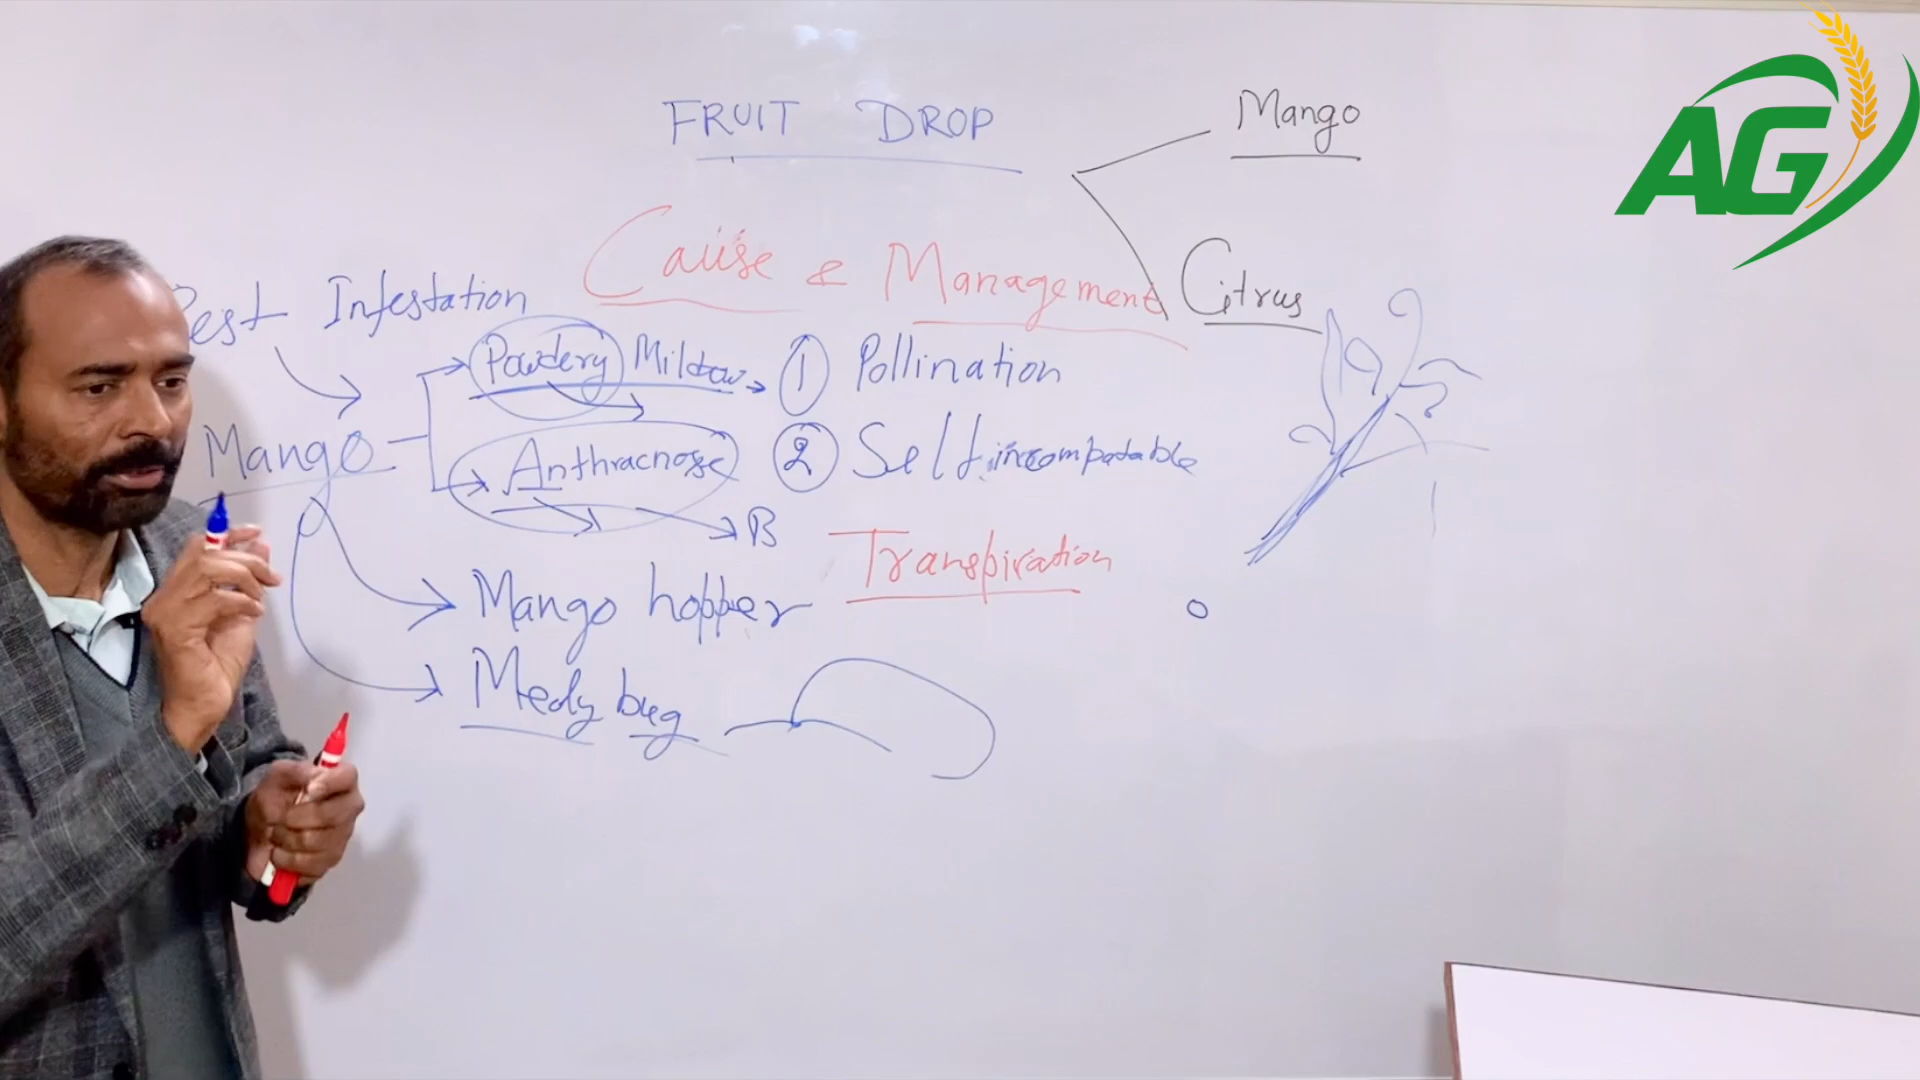 AG
FRUIT DROP
Mango
Cause & Management
Citrus
Pest Infestation
Powdery Mildew
1 Pollination
Mango
Anthracnose
2 Self incompatable
B
Transpiration
Mango hopper
Mealy bug